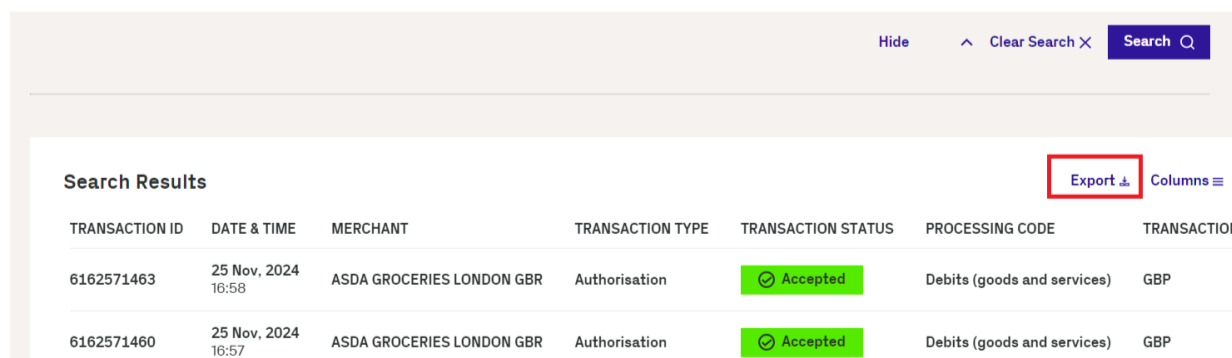 Hide Clear Search Search
Search Results Export Columns
TRANSACTION ID DATE & TIME MERCHANT TRANSACTION TYPE TRANSACTION STATUS PROCESSING CODE TRANSACTION
6162571463 25 Nov, 2024 16:58 ASDA GROCERIES LONDON GBR Authorisation Accepted Debits (goods and services) GBP
6162571460 25 Nov, 2024 16:57 ASDA GROCERIES LONDON GBR Authorisation Accepted Debits (goods and services) GBP